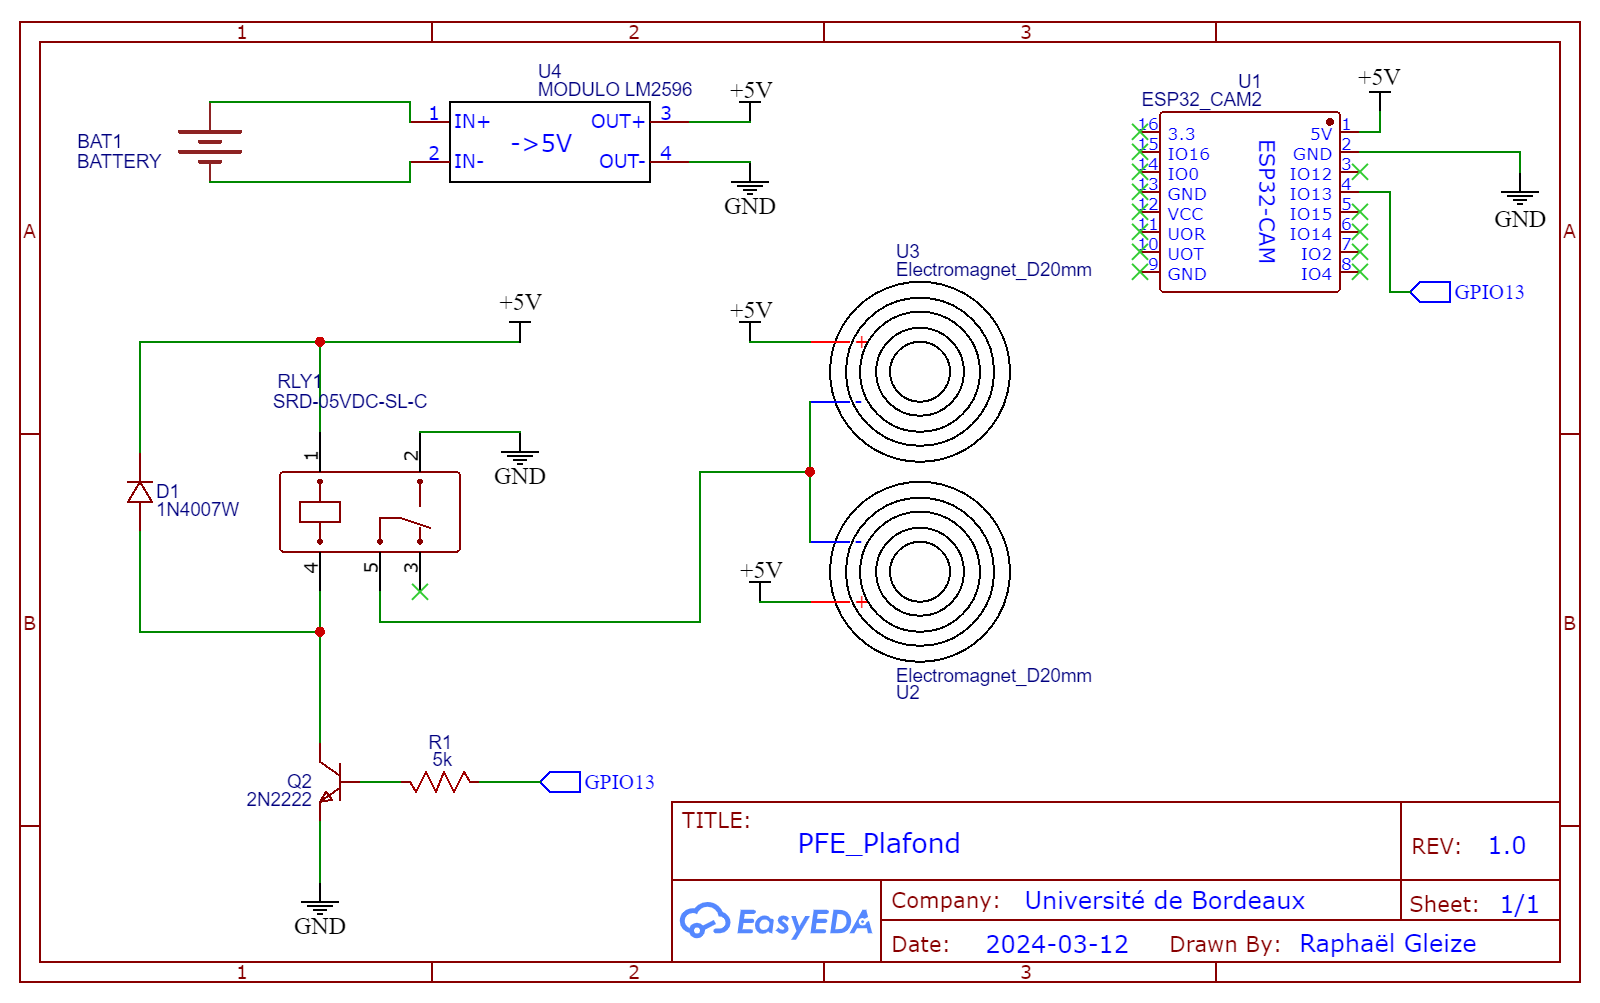 1 2 3
A A
B B
U4
MODULO LM2596
1 IN+ OUT+ 3
->5V
2 IN- OUT- 4
+5V
GND
BAT1
BATTERY
U1
ESP32_CAM2
+5V
16 3.3 5V 1
15 IO16 GND 2
14 IO0 IO12 3
13 GND IO13 4
12 VCC IO15 5
11 UOR IO14 6
10 UOT IO2 7
9 GND IO4 8
ESP32-CAM
GND
GPIO13
U3
Electromagnet_D20mm
+5V
+
-
-
+5V
+
Electromagnet_D20mm
U2
+5V
RLY1
SRD-05VDC-SL-C
1 2
GND
D1
1N4007W
4 5 3
R1
5k
Q2
2N2222
GPIO13
GND
TITLE:
PFE_Plafond
REV: 1.0
EasyEDA
Company: Université de Bordeaux
Sheet: 1/1
Date: 2024-03-12 Drawn By: Raphaël Gleize
1 2 3